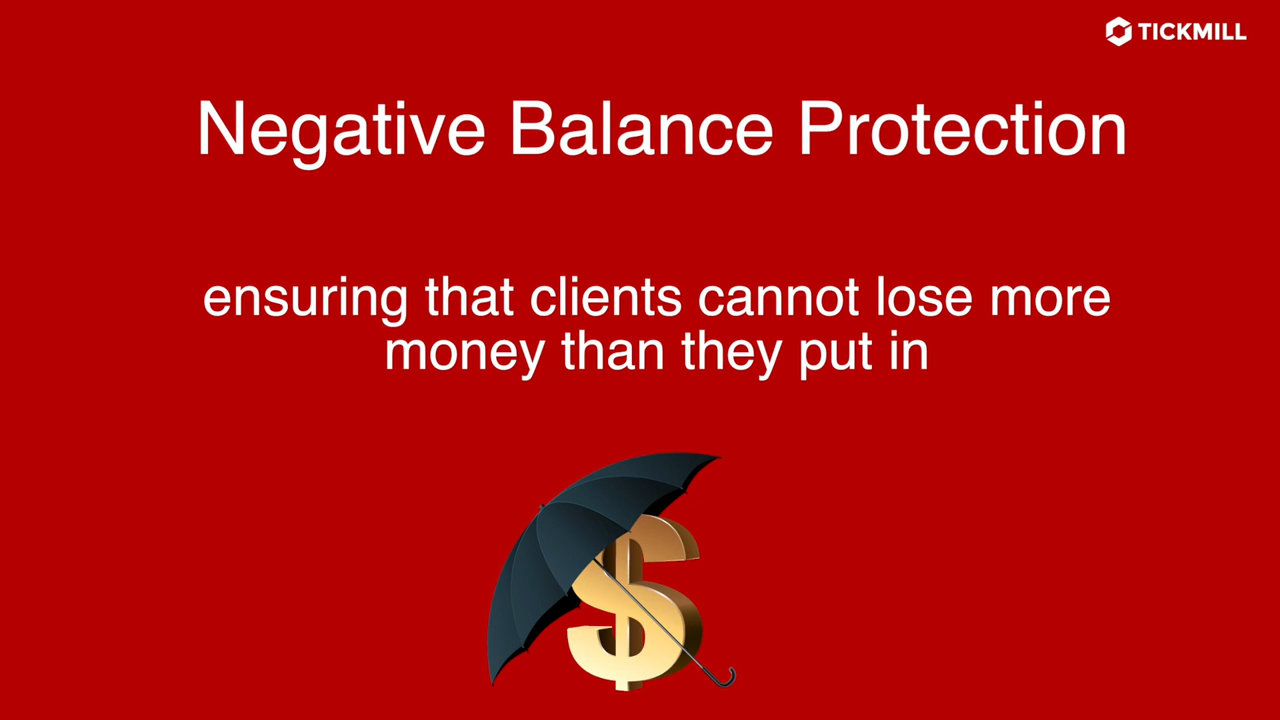 TICKMILL
Negative Balance Protection
ensuring that clients cannot lose more
money than they put in